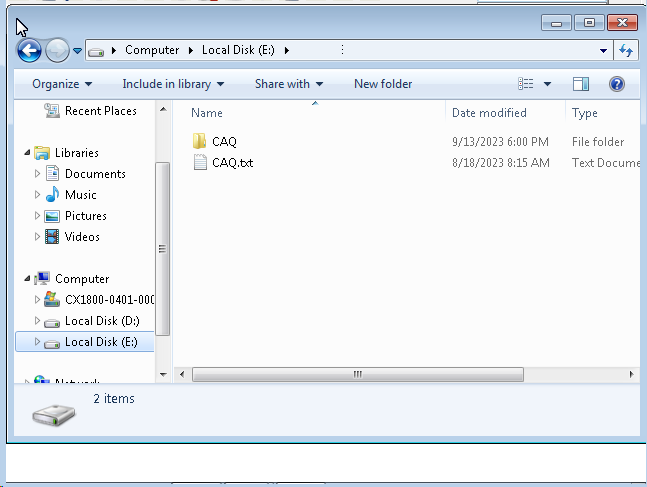 Computer Local Disk (E:)
Organize Include in library Share with New folder
Name Date modified Type
CAQ 9/13/2023 6:00 PM File folder
CAQ.txt 8/18/2023 8:15 AM Text Docume
Recent Places
Libraries
Documents
Music
Pictures
Videos
Computer
CX1800-0401-000
Local Disk (D:)
Local Disk (E:)
Network
2 items